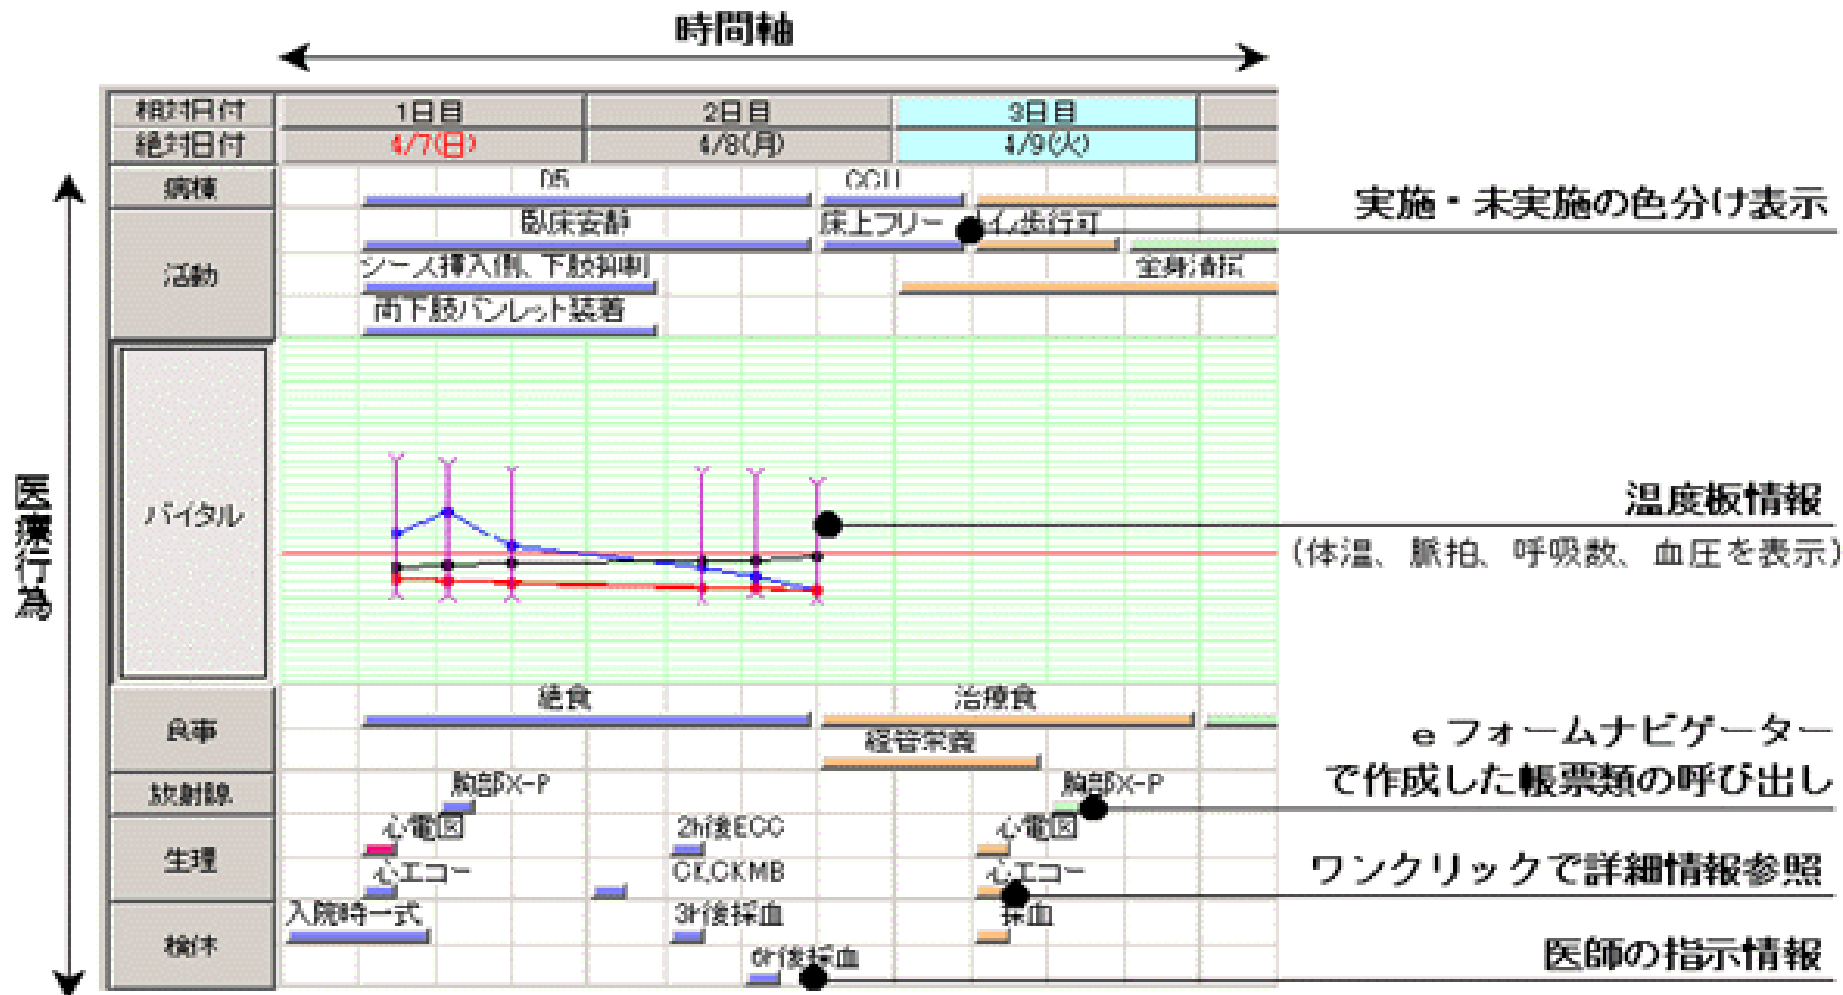 時間軸
相対日付 1日目 2日目 3日目
絶対日付 4/7(日) 4/8(月) 4/9(火)
病棟 D5 CCU
実施・未実施の色分け表示
活動 臥床安静 床上フリー 歩行可
シース挿入側、下肢抑制 全身清拭
両下肢パンレット装着
医療行為
バイタル
温度板情報
(体温、脈拍、呼吸数、血圧を表示)
食事 絶食 治療食
経管栄養
eフォームナビゲーター
で作成した帳票類の呼び出し
放射線 胸部X-P 胸部X-P
生理 心電図 2h後ECG 心電図
心エコー CK,CKMB 心エコー
ワンクリックで詳細情報参照
検体 入院時一式 3h後採血 採血
6h後採血
医師の指示情報